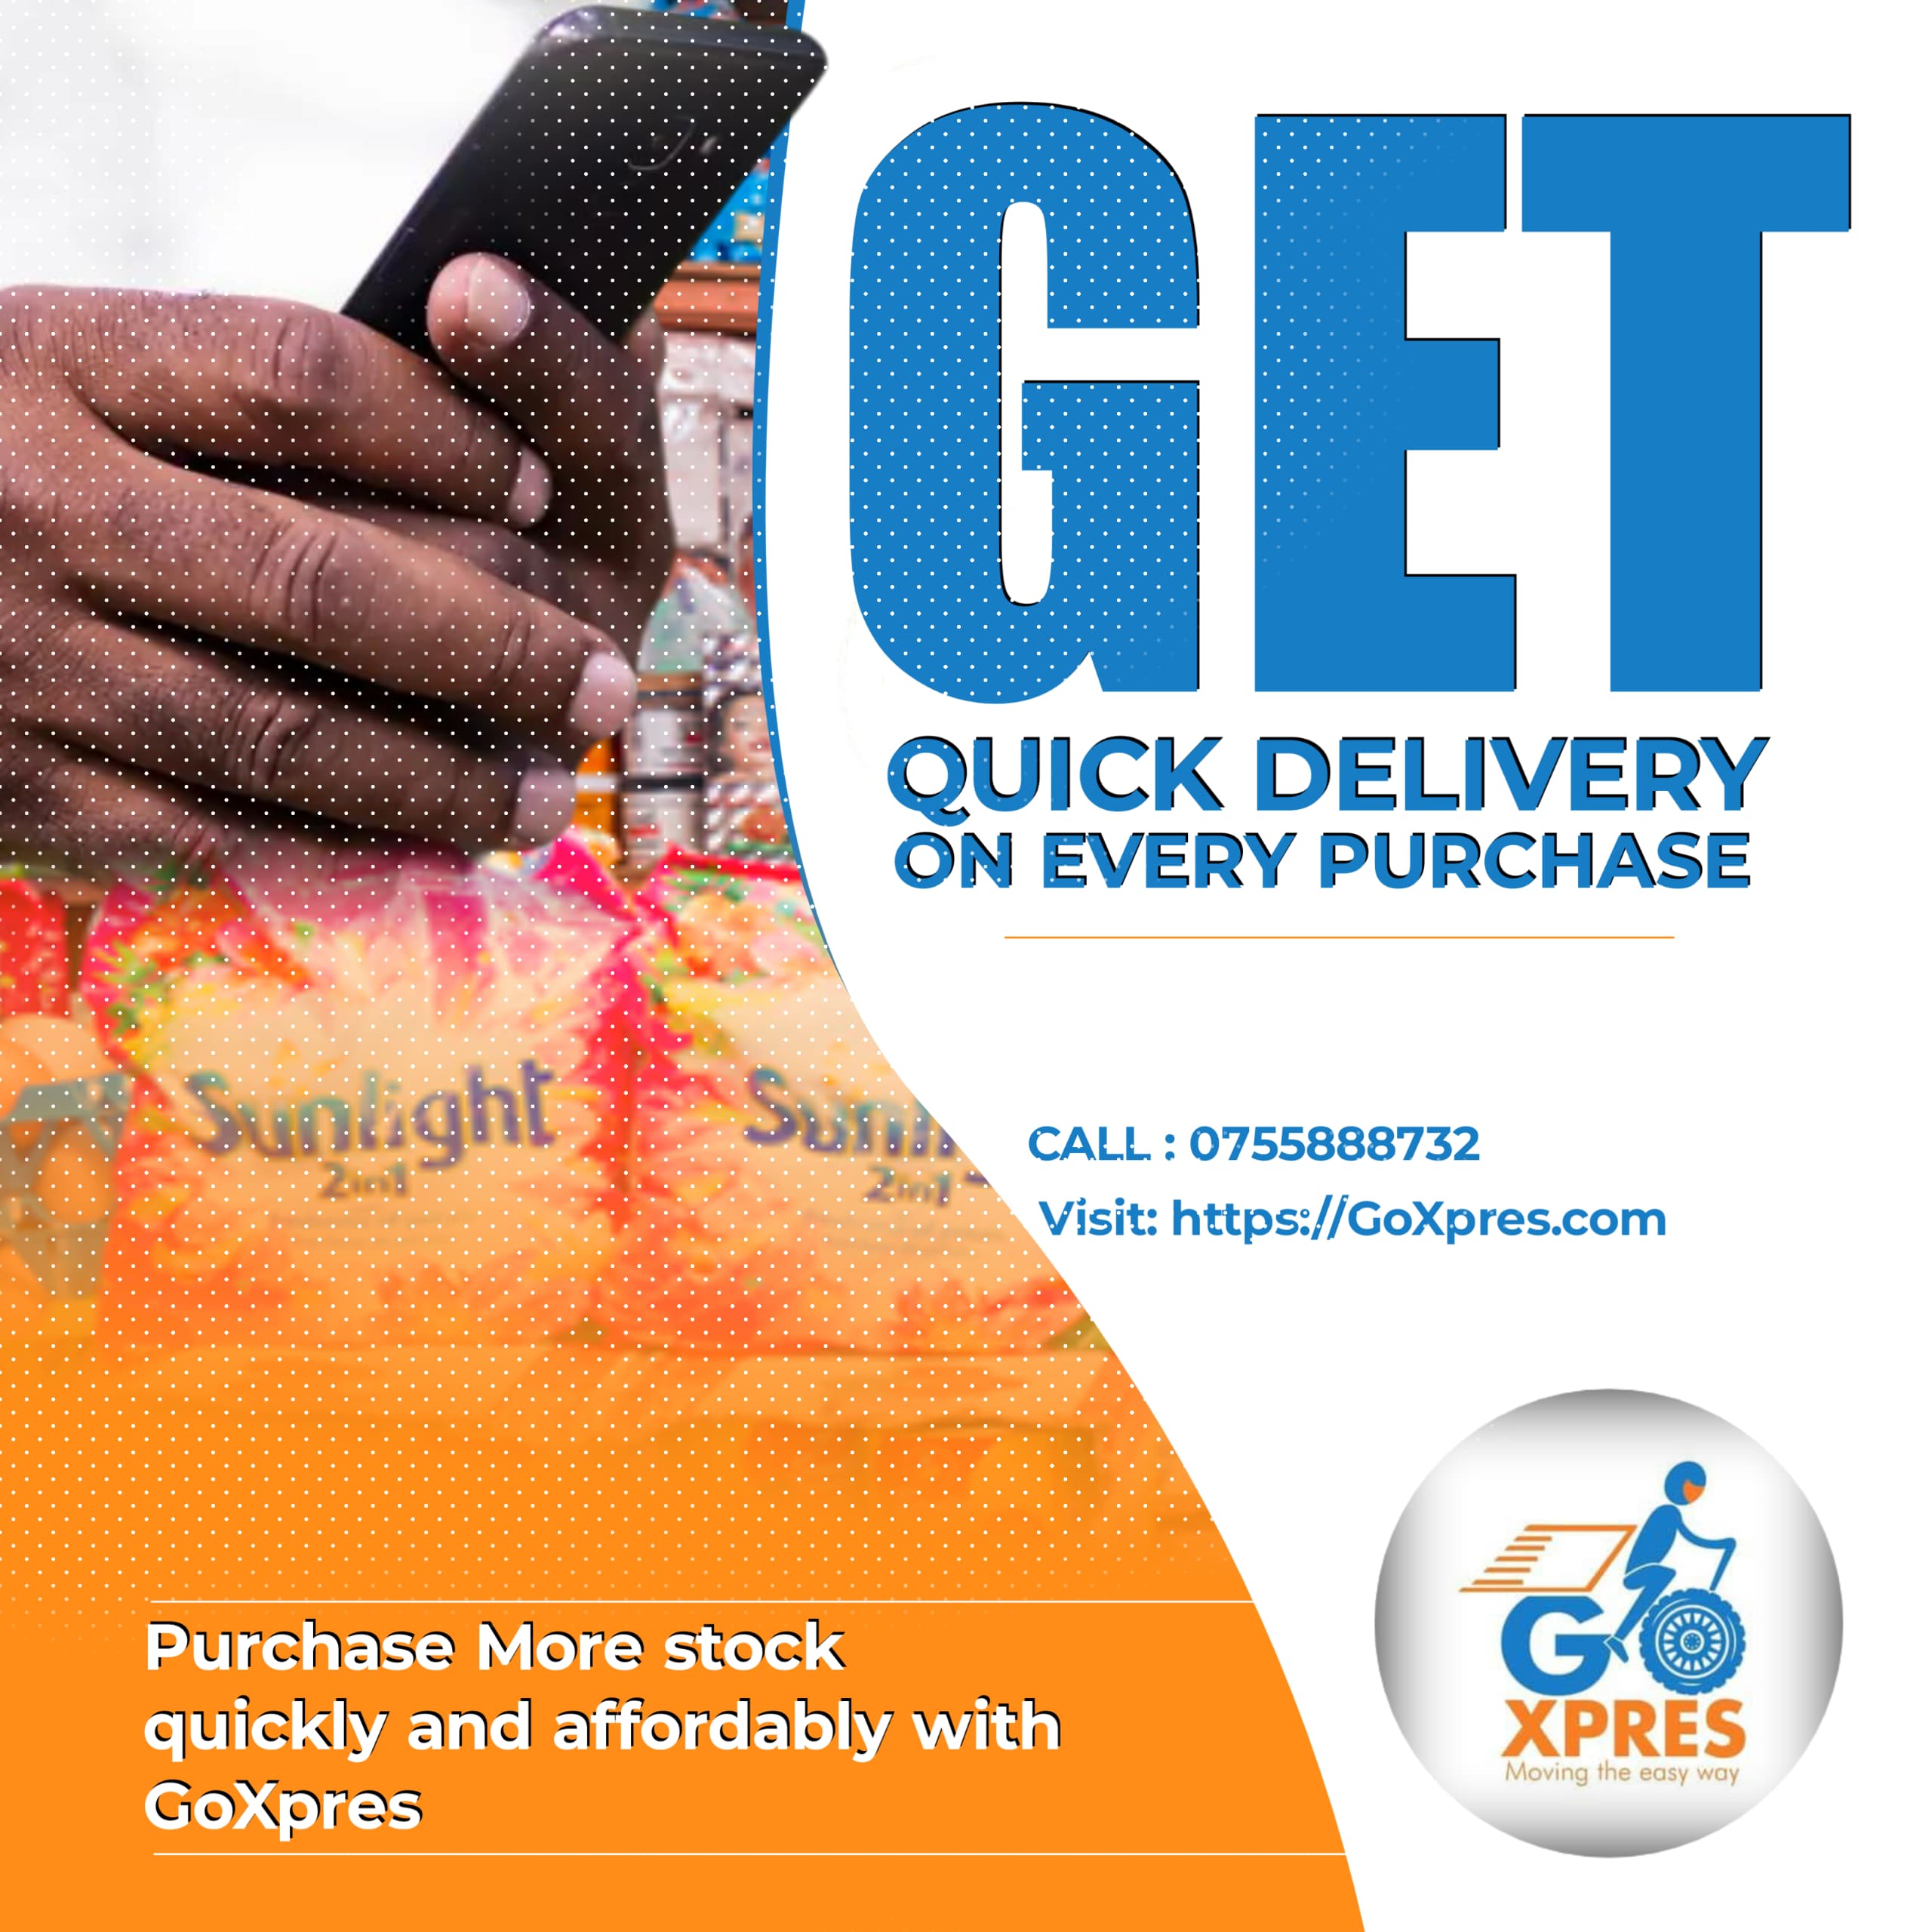 GET
QUICK DELIVERY
ON EVERY PURCHASE
CALL : 0755888732
Visit: https://GoXpres.com
Sunlight
2in1
2in1
Purchase More stock
quickly and affordably with
GoXpres
GO
XPRES
Moving the easy way